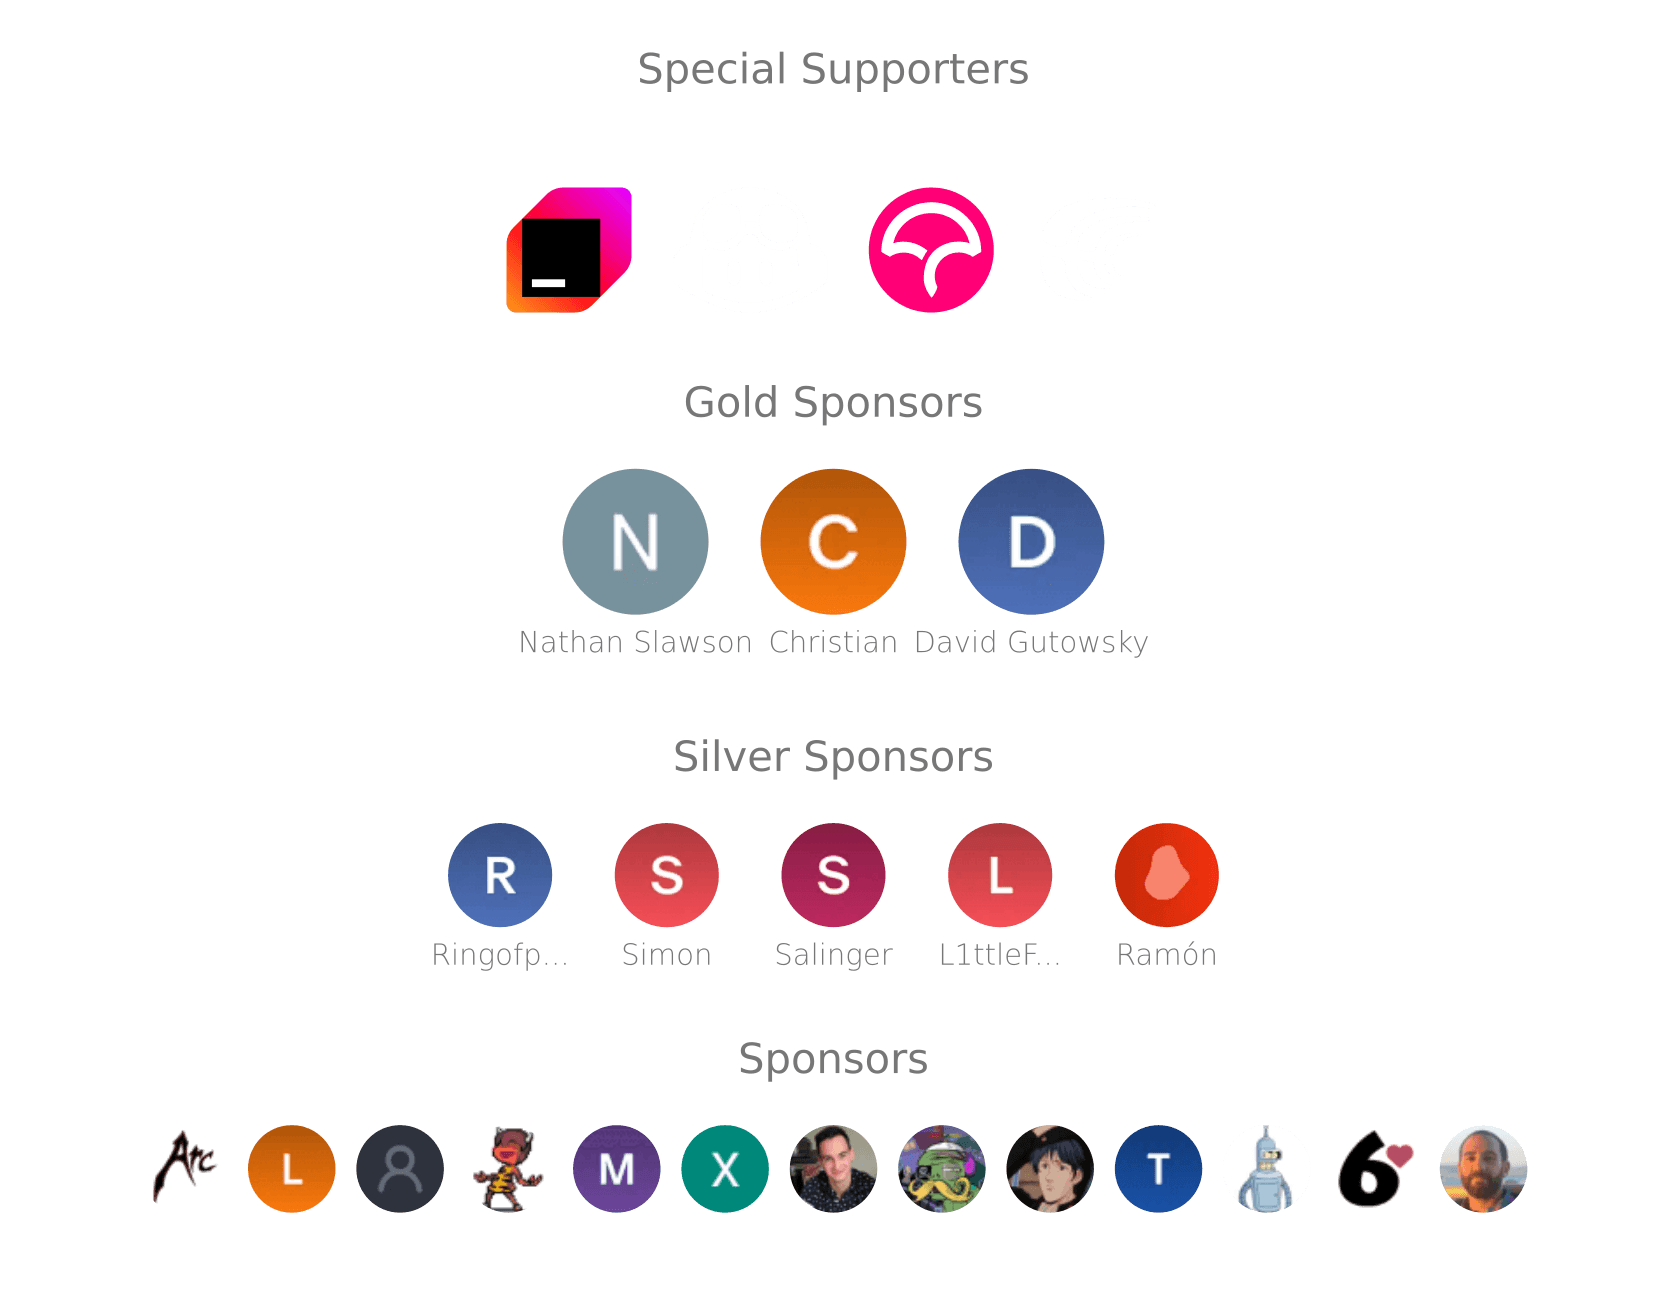 Special Supporters
Gold Sponsors
N C D
Nathan Slawson Christian David Gutowsky
Silver Sponsors
R S S L
Ringofp... Simon Salinger L1ttleF... Ramón
Sponsors
Arc L M X T 6